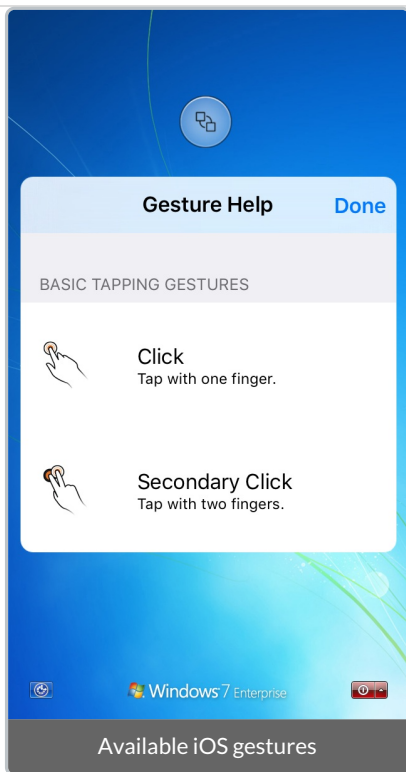 Gesture Help
Done
BASIC TAPPING GESTURES
Click
Tap with one finger.
Secondary Click
Tap with two fingers.
Windows 7 Enterprise
Available iOS gestures